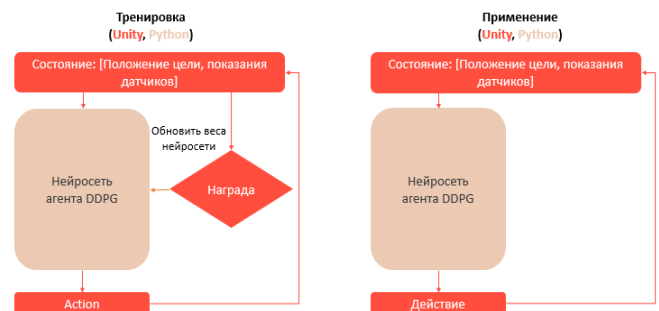 Тренировка
(Unity, Python)
Состояние: [Положение цели, показания
датчиков]
Обновить веса
нейросети
Нейросеть
агента DDPG
Награда
Action
Применение
(Unity, Python)
Состояние: [Положение цели, показания
датчиков]
Нейросеть
агента DDPG
Действие